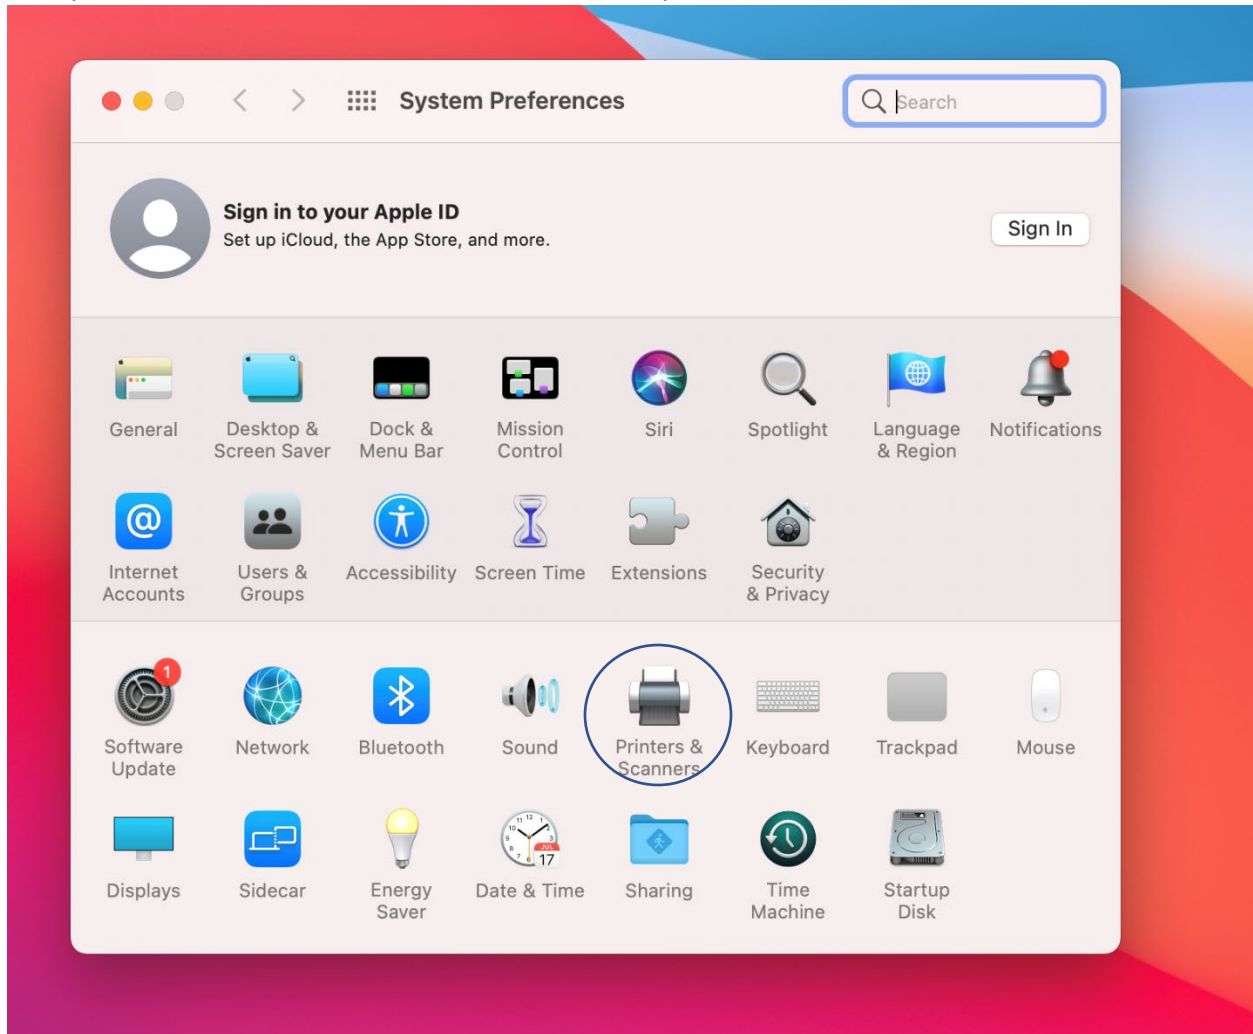 System Preferences
Search
Sign in to your Apple ID
Set up iCloud, the App Store, and more.
Sign In
General
Desktop &
Screen Saver
Dock &
Menu Bar
Mission
Control
Siri
Spotlight
Language
& Region
Notifications
@
Internet
Accounts
Users &
Groups
Accessibility
Screen Time
Extensions
Security
& Privacy
1
Software
Update
Network
Bluetooth
Sound
Printers &
Scanners
Keyboard
Trackpad
Mouse
Displays
Sidecar
Energy
Saver
JUL
17
Date & Time
Sharing
Time
Machine
Startup
Disk